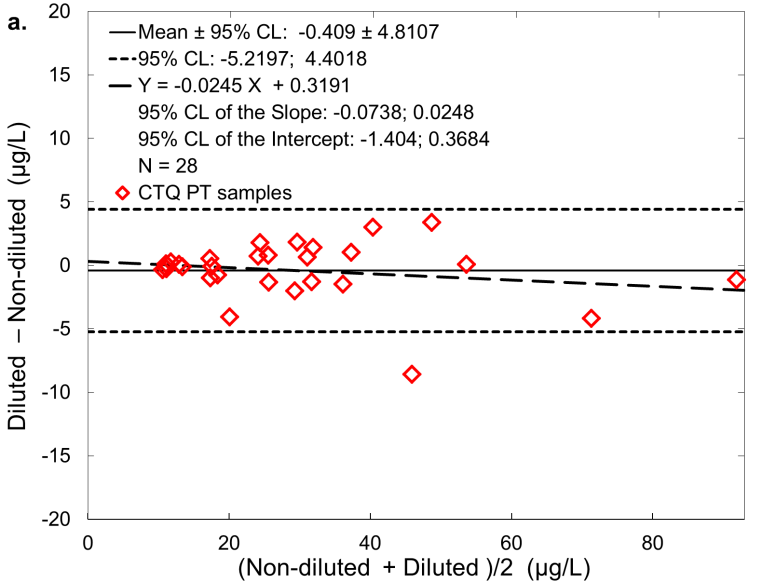 a.
Mean ± 95% CL: -0.409 ± 4.8107
95% CL: -5.2197; 4.4018
Y = -0.0245 X + 0.3191
95% CL of the Slope: -0.0738; 0.0248
95% CL of the Intercept: -1.404; 0.3684
N = 28
CTQ PT samples
Diluted – Non-diluted (µg/L)
20
15
10
5
0
-5
-10
-15
-20
0 20 40 60 80
(Non-diluted + Diluted )/2 (µg/L)